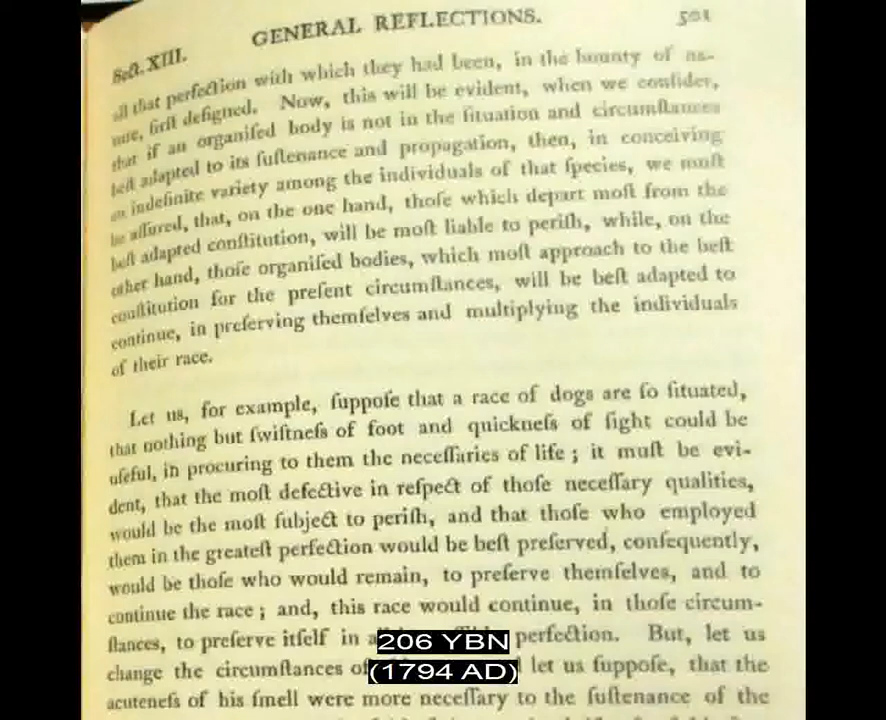 Sect. XIII. GENERAL REFLECTIONS. 501
all that perfection with which they had been, in the bounty of na-
ture, first designed. Now, this will be evident, when we consider,
that if an organised body is not in the situation and circumstances
best adapted to its sustenance and propagation, then, in conceiving
an indefinite variety among the individuals of that species, we must
be assured, that, on the one hand, those which depart most from the
best adapted constitution, will be most liable to perish, while, on the
other hand, those organised bodies, which most approach to the best
constitution for the present circumstances, will be best adapted to
continue, in preserving themselves and multiplying the individuals
of their race.
Let us, for example, suppose that a race of dogs are so situated,
that nothing but swiftness of foot and quickness of sight could be
useful, in procuring to them the necessaries of life; it must be evi-
dent, that the most defective in respect of those necessary qualities,
would be the most subject to perish, and that those who employed
them in the greatest perfection would be best preserved, consequently,
would be those who would remain, to preserve themselves, and to
continue the race; and, this race would continue, in those circum-
stances, to preserve itself in perfection. But, let us
change the circumstances of let us suppose, that the
acuteness of his smell were more necessary to the sustenance of the
206 YBN
(1794 AD)